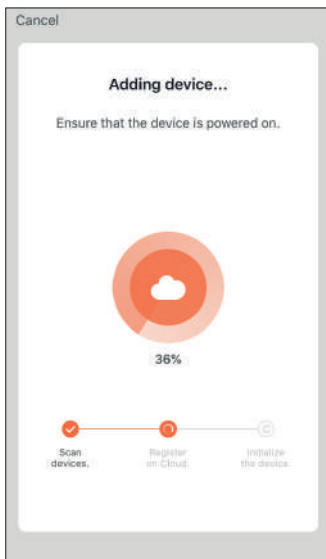 Cancel
Adding device...
Ensure that the device is powered on.
36%
Scan
devices.
Register
on Cloud.
Initialize
the device.